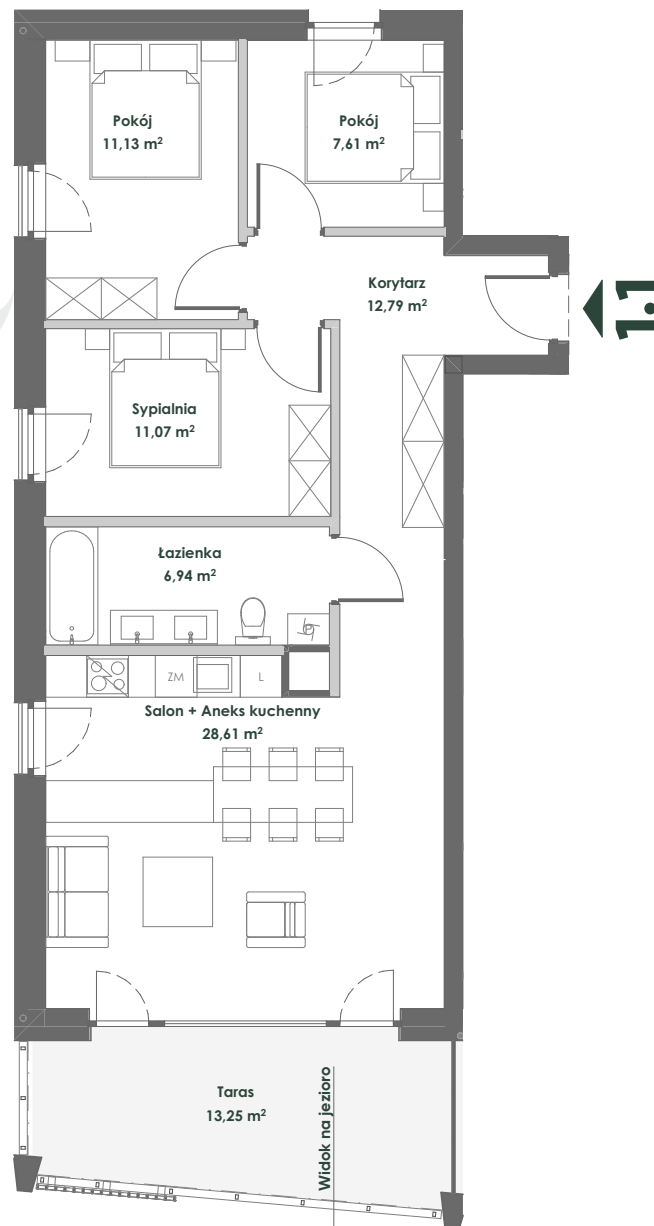 Pokój
11,13 m²
Pokój
7,61 m²
Korytarz
12,79 m²
1.
Sypialnia
11,07 m²
Łazienka
6,94 m²
P
ZM
L
Salon + Aneks kuchenny
28,61 m²
Taras
13,25 m²
Widok na jezioro